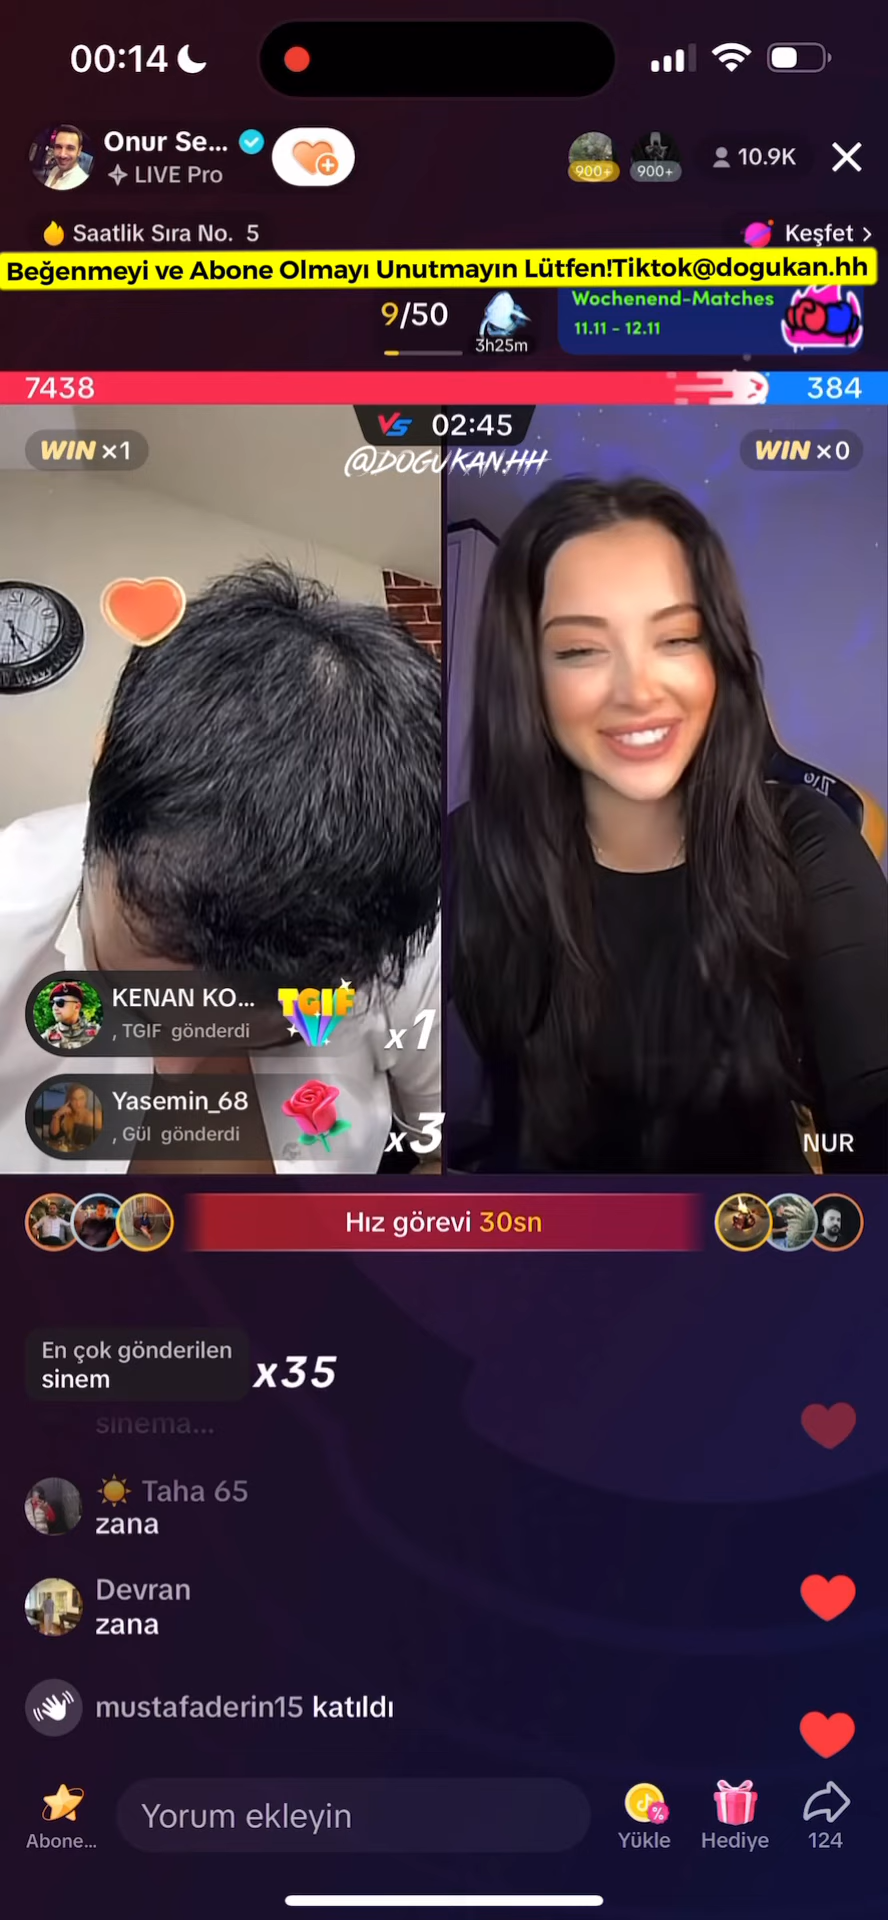 00:14
Onur Se...
LIVE Pro
900+
900+
10.9K
Saatlik Sıra No. 5
Keşfet >
Beğenmeyi ve Abone Olmayı Unutmayın Lütfen!Tiktok@dogukan.hh
9/50
3h25m
Wochenend-Matches
11.11 - 12.11
7438
384
VS 02:45
WIN x1
WIN x0
@DOGUKAN.HH
KENAN KO...
, TGIF gönderdi
TGIF
x1
Yasemin_68
, Gül gönderdi
x3
NUR
Hız görevi 30sn
En çok gönderilen
sinem
x35
sinema...
Taha 65
zana
Devran
zana
mustafaderin15 katıldı
Abone...
Yorum ekleyin
Yükle
Hediye
124